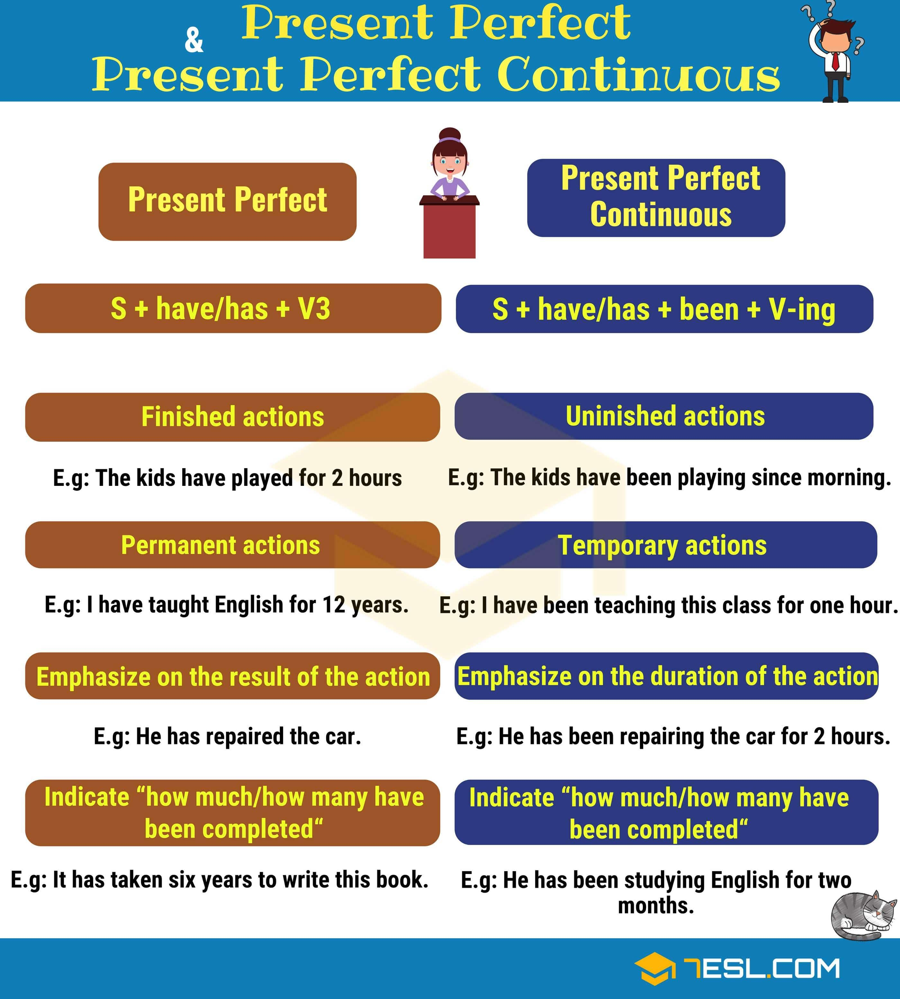 Present Perfect
&
Present Perfect Continuous
? ? ?
Present Perfect
Present Perfect
Continuous
S + have/has + V3
S + have/has + been + V-ing
Finished actions
Uninished actions
E.g: The kids have played for 2 hours
E.g: The kids have been playing since morning.
Permanent actions
Temporary actions
E.g: I have taught English for 12 years.
E.g: I have been teaching this class for one hour.
Emphasize on the result of the action
Emphasize on the duration of the action
E.g: He has repaired the car.
E.g: He has been repairing the car for 2 hours.
Indicate “how much/how many have
been completed“
Indicate “how much/how many have
been completed“
E.g: It has taken six years to write this book.
E.g: He has been studying English for two
months.
7ESL.COM